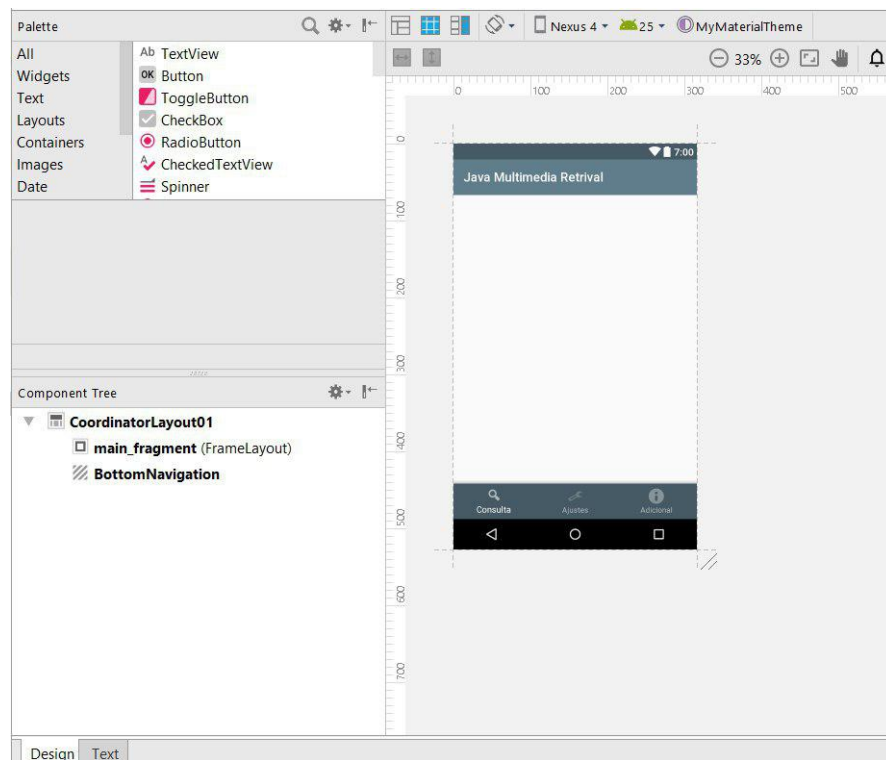 Palette
All
Widgets
Text
Layouts
Containers
Images
Date
Ab TextView
OK Button
ToggleButton
CheckBox
RadioButton
CheckedTextView
Spinner
Nexus 4
25
MyMaterialTheme
33%
0 100 200 300 400 500
0
100
200
300
400
500
600
700
7:00
Java Multimedia Retrival
Consulta
Ajustes
Adicional
Component Tree
CoordinatorLayout01
main_fragment (FrameLayout)
BottomNavigation
Design Text